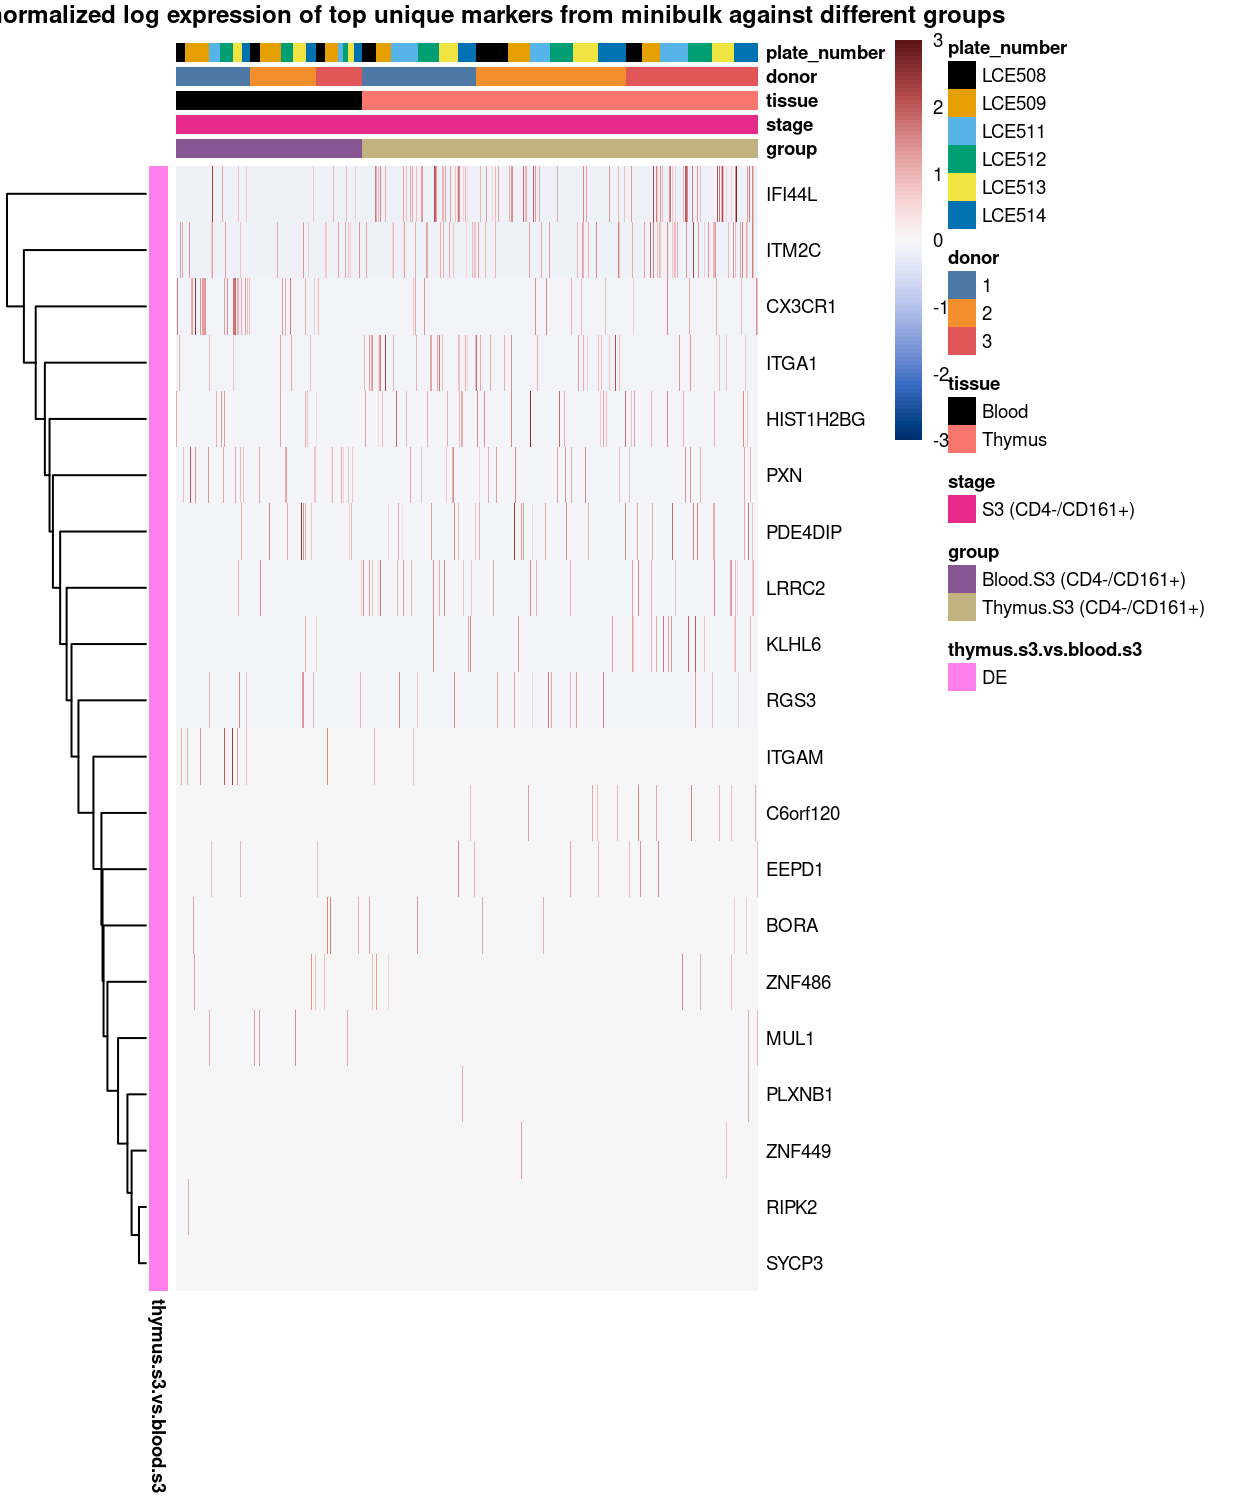 normalized log expression of top unique markers from minibulk against different groups
plate_number
donor
tissue
stage
group
IFI44L
ITM2C
CX3CR1
ITGA1
HIST1H2BG
PXN
PDE4DIP
LRRC2
KLHL6
RGS3
ITGAM
C6orf120
EEPD1
BORA
ZNF486
MUL1
PLXNB1
ZNF449
RIPK2
SYCP3
thymus.s3.vs.blood.s3
3
2
1
0
-1
-2
-3
plate_number
LCE508
LCE509
LCE511
LCE512
LCE513
LCE514
donor
1
2
3
tissue
Blood
Thymus
stage
S3 (CD4-/CD161+)
group
Blood.S3 (CD4-/CD161+)
Thymus.S3 (CD4-/CD161+)
thymus.s3.vs.blood.s3
DE